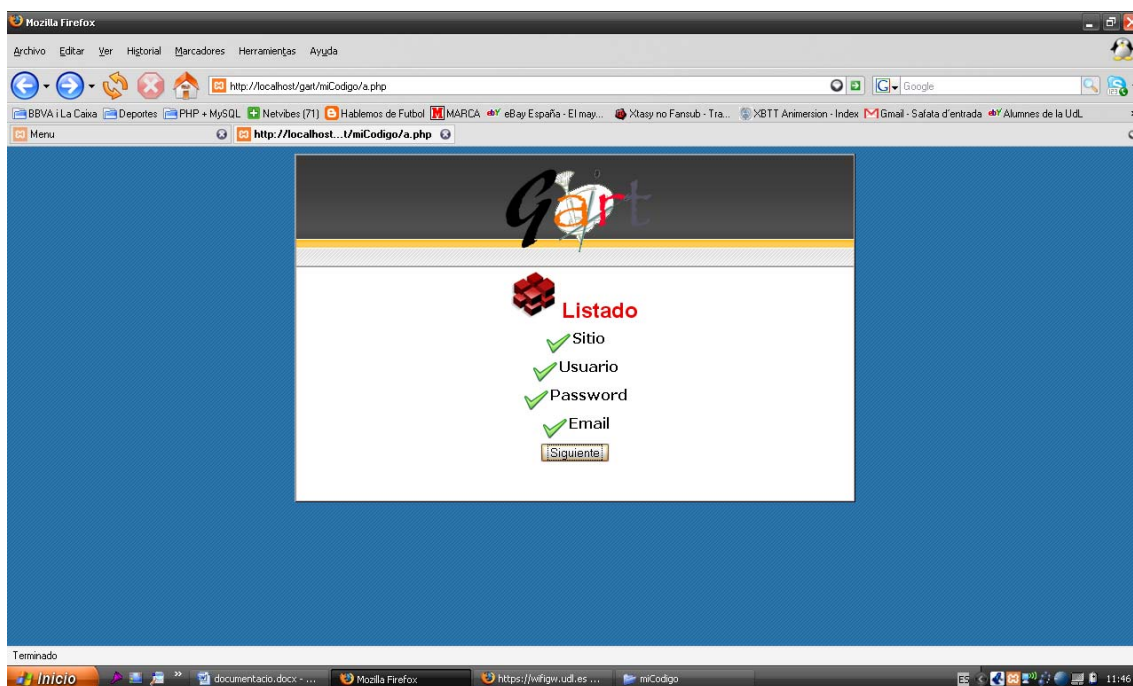 Mozilla Firefox
Archivo Editar Ver Historial Marcadores Herramientas Ayuda
http://localhost/gart/miCodigo/a.php
G Google
BBVA i La Caixa Deportes PHP + MySQL Netvibes (71) Hablemos de Futbol M MARCA ebY eBay España - El may... Xtasy no Fansub - Tra... XBTT Animersion - Index Gmail - Safata d'entrada ebY Alumnes de la UdL
Menu http://localhost...t/miCodigo/a.php
Gart
Listado
Sitio
Usuario
Password
Email
Siguiente
Terminado
Inicio » documentacio.docx - ... Mozilla Firefox https://wifigw.udl.es ... miCodigo ES 11:46